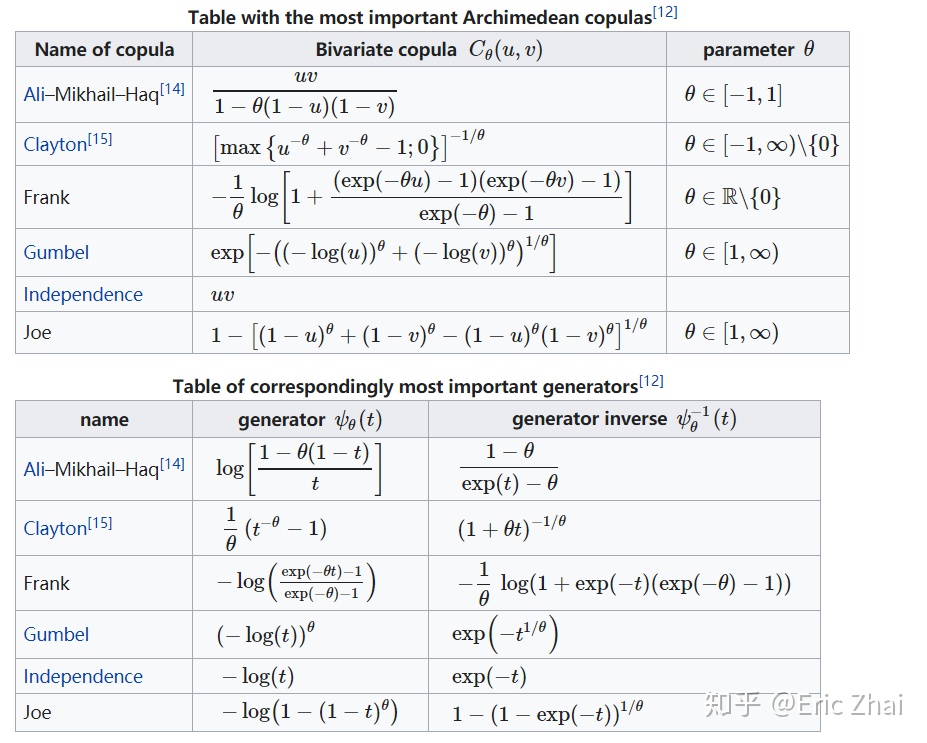 Table with the most important Archimedean copulas[12]
Name of copula Bivariate copula C_θ(u, v) parameter θ
Ali–Mikhail–Haq[14] uv / (1 − θ(1 − u)(1 − v)) θ ∈ [−1, 1]
Clayton[15] [max {u^{−θ} + v^{−θ} − 1; 0}]^{−1/θ} θ ∈ [−1, ∞)\{0}
Frank −(1/θ) log[1 + (exp(−θu) − 1)(exp(−θv) − 1) / (exp(−θ) − 1)] θ ∈ ℝ\{0}
Gumbel exp[−((− log(u))^θ + (− log(v))^θ)^{1/θ}] θ ∈ [1, ∞)
Independence uv
Joe 1 − [(1 − u)^θ + (1 − v)^θ − (1 − u)^θ(1 − v)^θ]^{1/θ} θ ∈ [1, ∞)
Table of correspondingly most important generators[12]
name generator ψ_θ(t) generator inverse ψ_θ^{−1}(t)
Ali–Mikhail–Haq[14] log[(1 − θ(1 − t)) / t] (1 − θ) / (exp(t) − θ)
Clayton[15] (1/θ) (t^{−θ} − 1) (1 + θt)^{−1/θ}
Frank − log((exp(−θt)−1) / (exp(−θ)−1)) −(1/θ) log(1 + exp(−t)(exp(−θ) − 1))
Gumbel (− log(t))^θ exp(−t^{1/θ})
Independence − log(t) exp(−t)
Joe − log(1 − (1 − t)^θ) 1 − (1 − exp(−t))^{1/θ}
知乎 @Eric Zhai